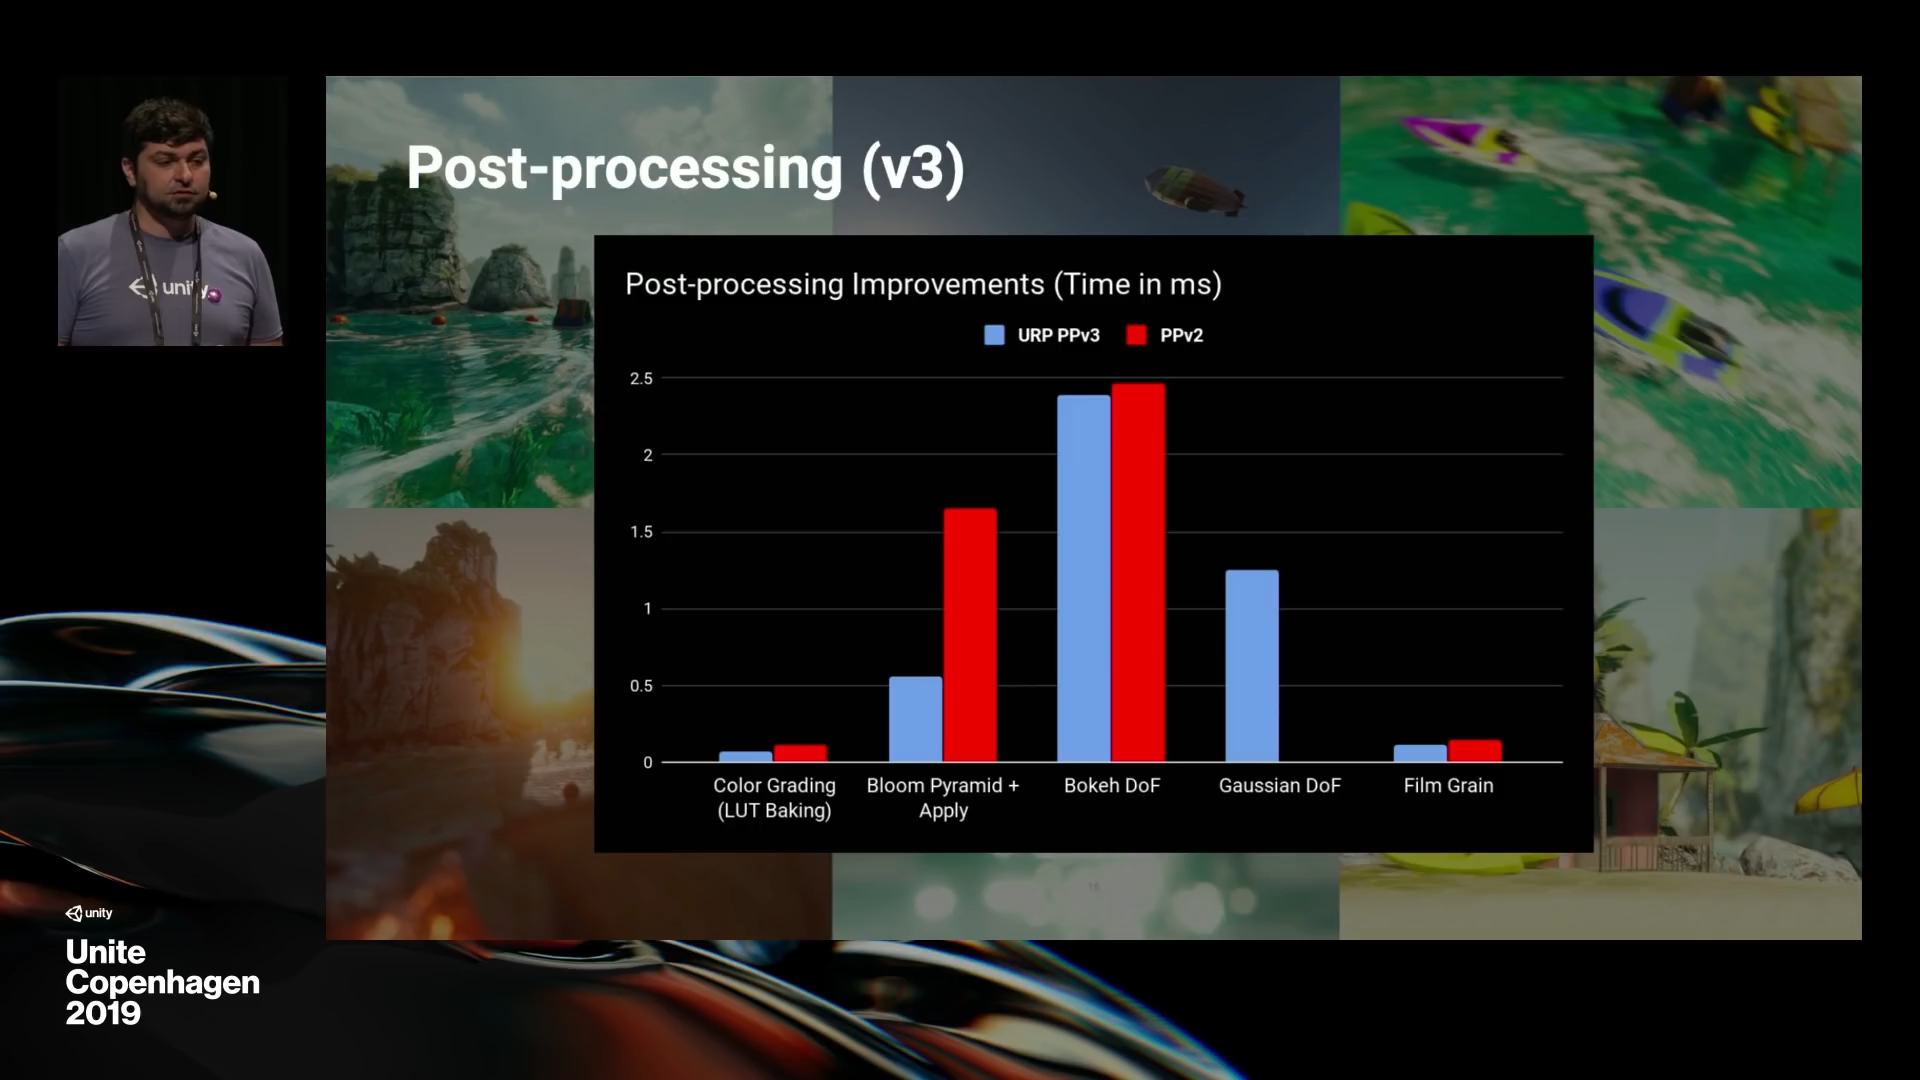 Post-processing (v3)
unity
Post-processing Improvements (Time in ms)
URP PPv3
PPv2
2.5
2
1.5
1
0.5
0
Color Grading
(LUT Baking)
Bloom Pyramid +
Apply
Bokeh DoF
Gaussian DoF
Film Grain
unity
Unite
Copenhagen
2019